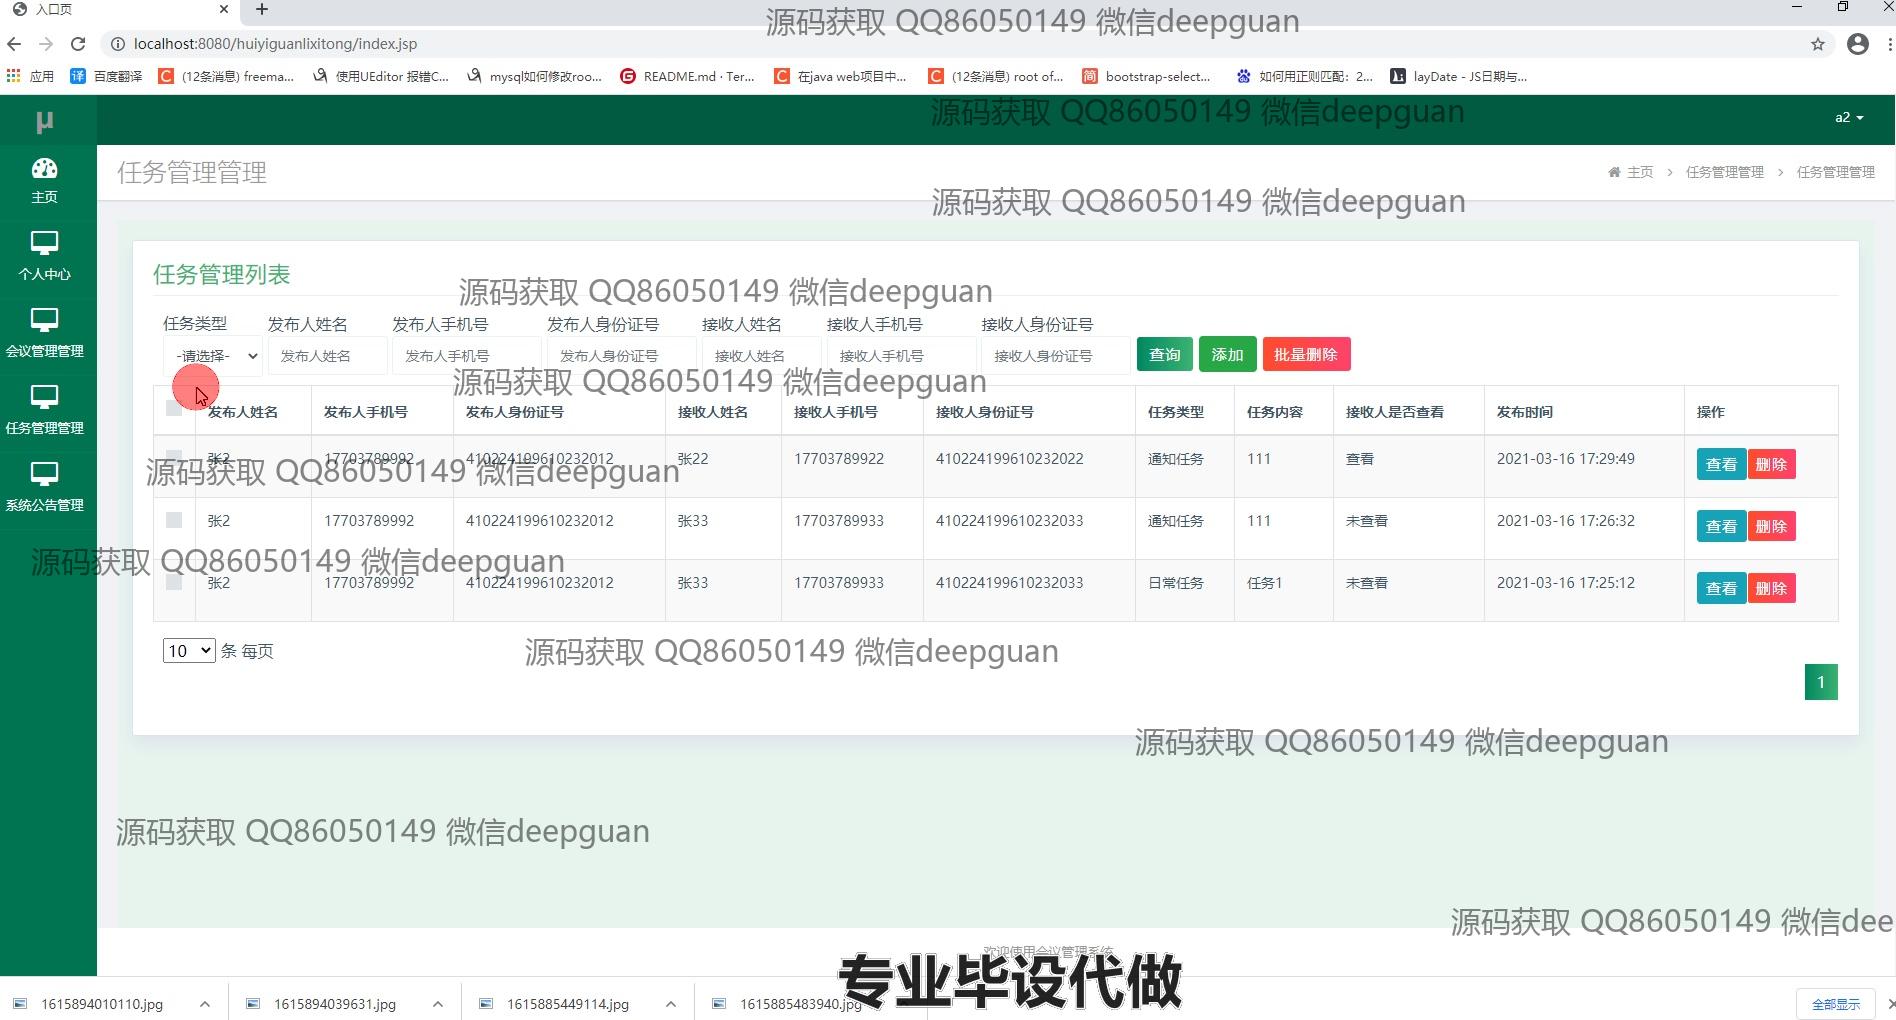 入口页
源码获取 QQ86050149 微信deepguan
localhost:8080/huiyiguanlixitong/index.jsp
应用 百度翻译 (12条消息) freema... 使用UEditor 报错C... mysql如何修改roo... README.md · Ter... 在java web项目中... (12条消息) root of... bootstrap-select... 如何用正则匹配：2... layDate - JS日期与...
源码获取 QQ86050149 微信deepguan
µ
a2
主页
任务管理管理
主页 > 任务管理管理 > 任务管理管理
源码获取 QQ86050149 微信deepguan
个人中心
会议管理管理
任务管理管理
系统公告管理
任务管理列表
源码获取 QQ86050149 微信deepguan
任务类型 发布人姓名 发布人手机号 发布人身份证号 接收人姓名 接收人手机号 接收人身份证号
-请选择- 发布人姓名 发布人手机号 发布人身份证号 接收人姓名 接收人手机号 接收人身份证号 查询 添加 批量删除
源码获取 QQ86050149 微信deepguan
发布人姓名 发布人手机号 发布人身份证号 接收人姓名 接收人手机号 接收人身份证号 任务类型 任务内容 接收人是否查看 发布时间 操作
张2 17703789992 410224199610232012 张22 17703789922 410224199610232022 通知任务 111 查看 2021-03-16 17:29:49 查看 删除
源码获取 QQ86050149 微信deepguan
张2 17703789992 410224199610232012 张33 17703789933 410224199610232033 通知任务 111 未查看 2021-03-16 17:26:32 查看 删除
源码获取 QQ86050149 微信deepguan
张2 17703789992 410224199610232012 张33 17703789933 410224199610232033 日常任务 任务1 未查看 2021-03-16 17:25:12 查看 删除
10 条 每页
源码获取 QQ86050149 微信deepguan
1
源码获取 QQ86050149 微信deepguan
源码获取 QQ86050149 微信deepguan
源码获取 QQ86050149 微信dee
欢迎使用会议管理系统
专业毕设代做
1615894010110.jpg 1615894039631.jpg 1615885449114.jpg 1615885483940.jpg 全部显示